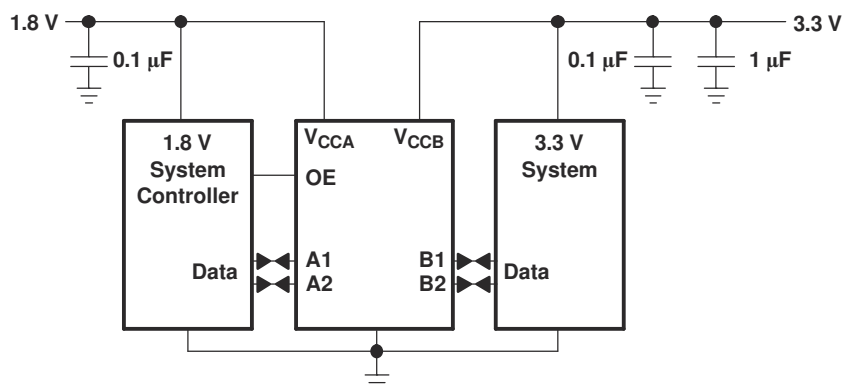 1.8 V
3.3 V
0.1 μF
0.1 μF
1 μF
1.8 V
System
Controller
Data
VCCA
VCCB
OE
A1
A2
B1
B2
3.3 V
System
Data